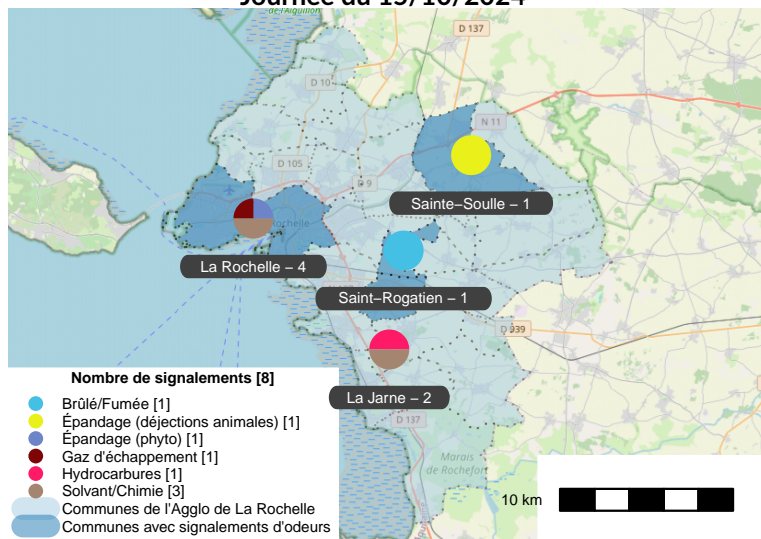 Journée du 15/10/2024
de l'Aiguillon
D 137
D 10
N 11
D 105
D 9
Sainte–Soulle – 1
La Rochelle – 4
Saint–Rogatien – 1
D 939
La Jarne – 2
D 137
Marais
de Rochefort
Nombre de signalements [8]
Brûlé/Fumée [1]
Épandage (déjections animales) [1]
Épandage (phyto) [1]
Gaz d'échappement [1]
Hydrocarbures [1]
Solvant/Chimie [3]
Communes de l'Agglo de La Rochelle
Communes avec signalements d'odeurs
10 km